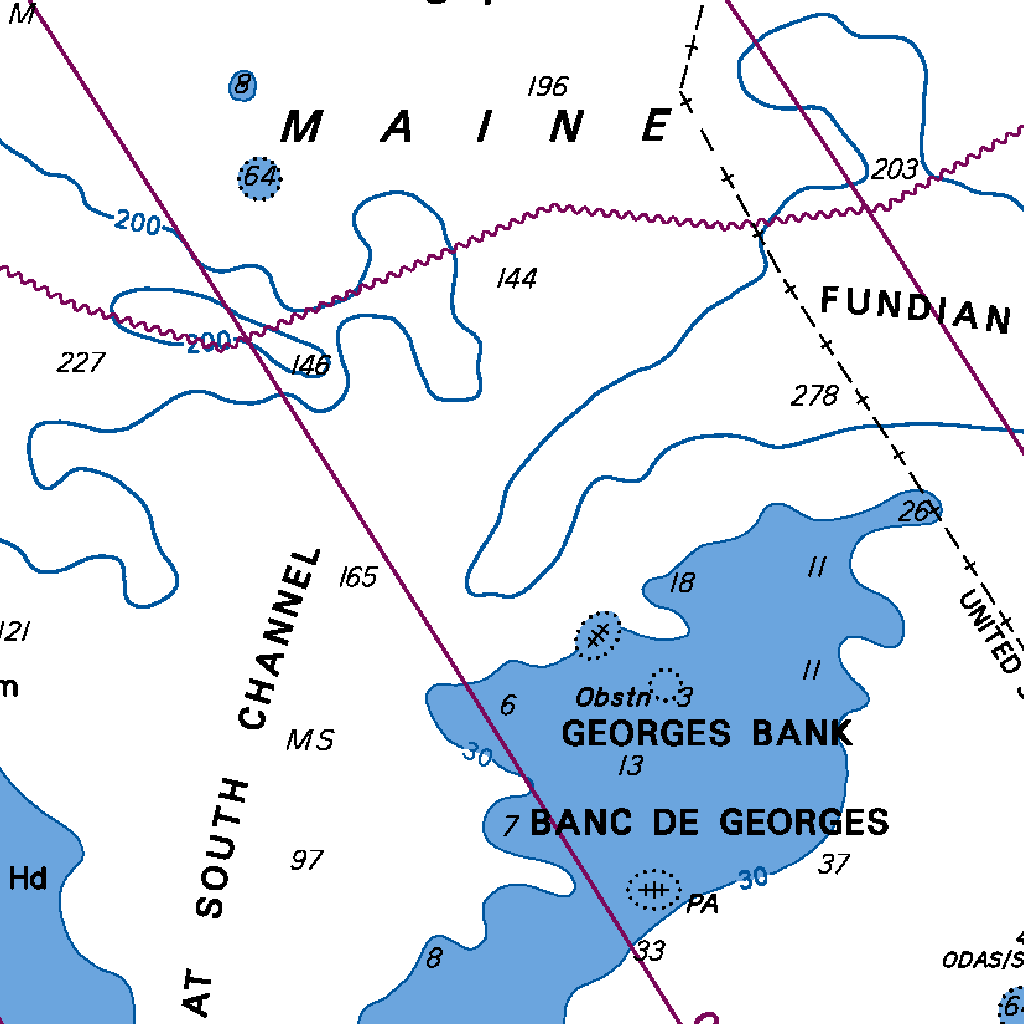 M
8
196
M A I N E
64
203
200
144
FUNDIAN
200
227
146
278
26
165
11
18
UNITED
121
CHANNEL
m
11
Obstn 3
6
GEORGES BANK
MS
30
13
7
BANC DE GEORGES
97
37
SOUTH
Hd
30
PA
8
33
ODAS/S
AT
64